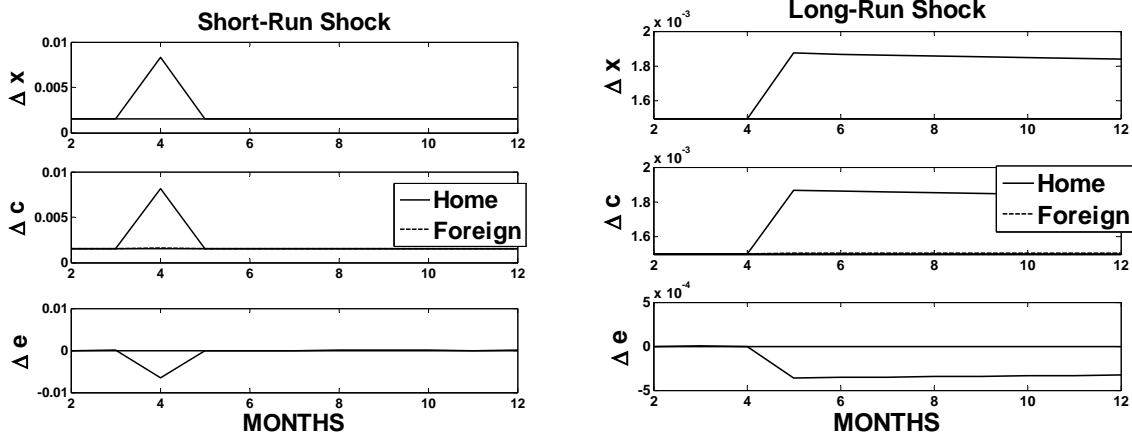 Short-Run Shock
0.01
0.005
0
Δ x
2 4 6 8 10 12
0.01
0.005
0
Δ c
Home
Foreign
2 4 6 8 10 12
0.01
0
-0.01
Δ e
2 4 6 8 10 12
MONTHS
Long-Run Shock
x 10⁻³
2
1.8
1.6
Δ x
2 4 6 8 10 12
x 10⁻³
2
1.8
1.6
Δ c
Home
Foreign
2 4 6 8 10 12
x 10⁻⁴
5
0
-5
Δ e
2 4 6 8 10 12
MONTHS